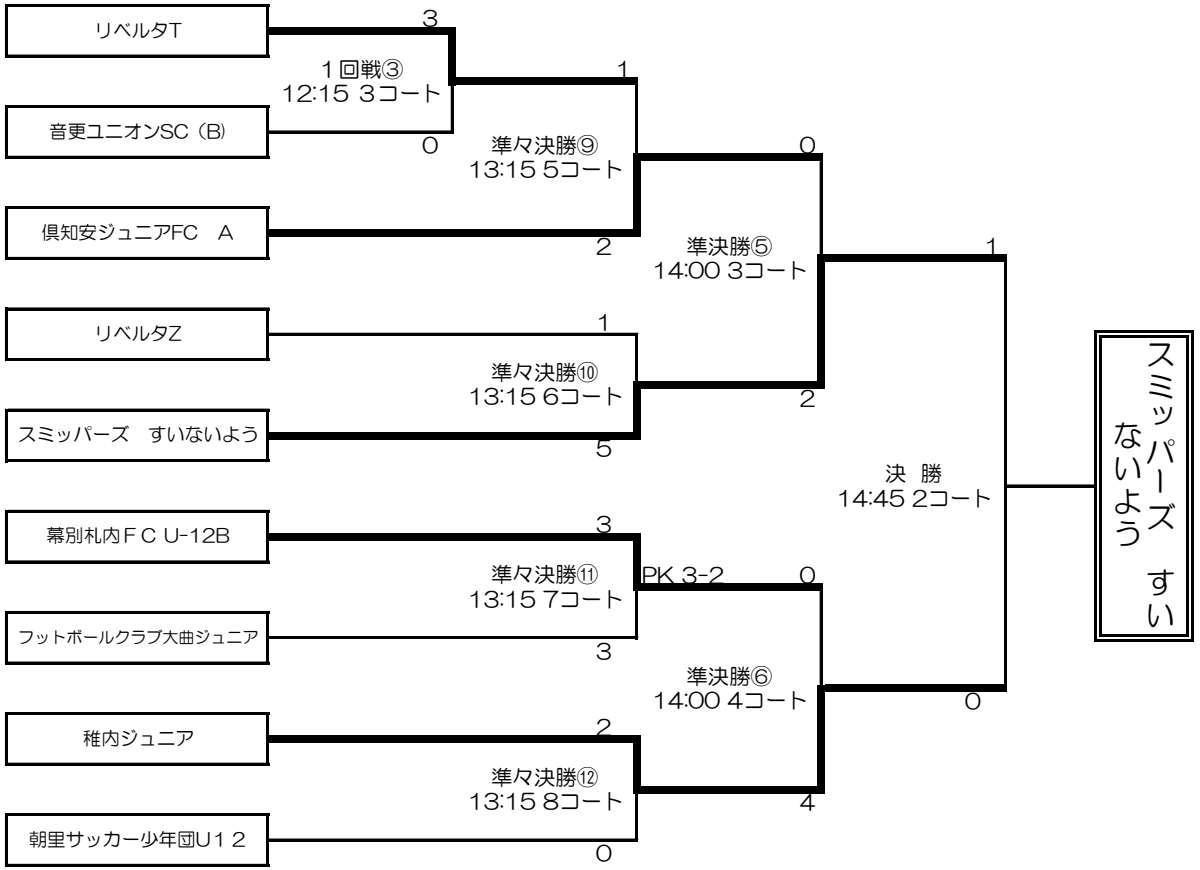 リベルタT
3
1回戦③
12:15 3コート
音更ユニオンSC（B）
0
1
準々決勝⑨
13:15 5コート
倶知安ジュニアFC　A
2
0
準決勝⑤
14:00 3コート
リベルタZ
1
準々決勝⑩
13:15 6コート
スミッパーズ　すいないよう
5
2
1
決 勝
14:45 2コート
スミッパーズ　すい
ないよう
幕別札内ＦＣ U-12B
3
準々決勝⑪
13:15 7コート
PK 3-2
0
フットボールクラブ大曲ジュニア
3
準決勝⑥
14:00 4コート
0
稚内ジュニア
2
準々決勝⑫
13:15 8コート
4
朝里サッカー少年団U１２
0